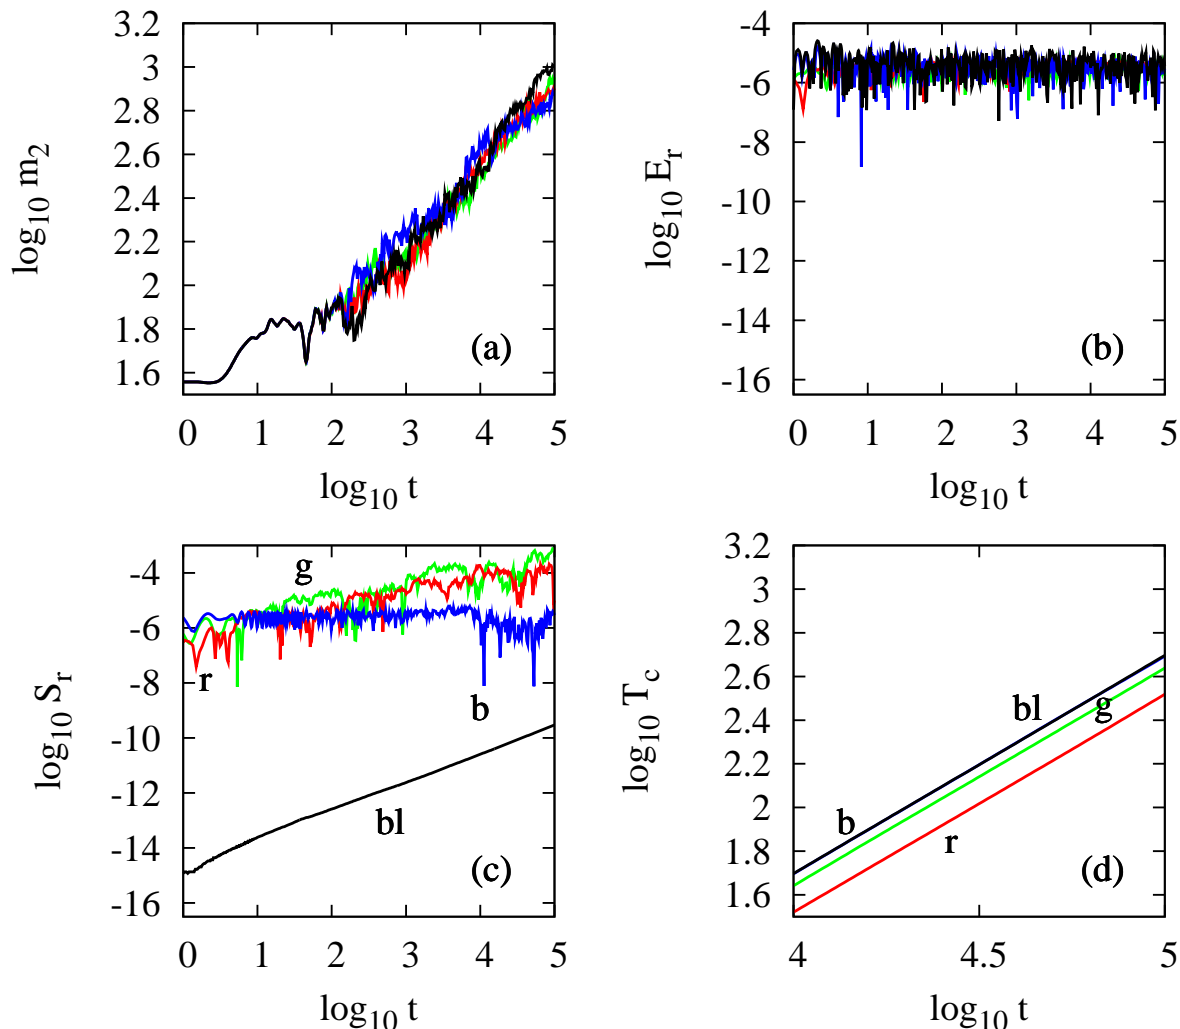 3.2
3
2.8
2.6
2.4
2.2
2
1.8
1.6
log10 m2
(a)
0 1 2 3 4 5
log10 t
-4
-6
-8
-10
-12
-14
-16
log10 Er
(b)
0 1 2 3 4 5
log10 t
-4
-6
-8
-10
-12
-14
-16
log10 Sr
g
r
b
bl
(c)
0 1 2 3 4 5
log10 t
3.2
3
2.8
2.6
2.4
2.2
2
1.8
1.6
log10 Tc
bl
g
b
r
(d)
4 4.5 5
log10 t